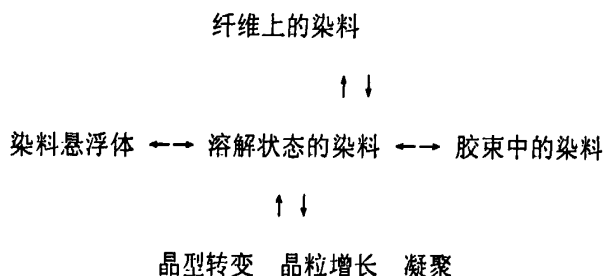 纤维上的染料
↑ ↓
染料悬浮体 ←→ 溶解状态的染料 ←→ 胶束中的染料
↑ ↓
晶型转变 晶粒增长 凝聚